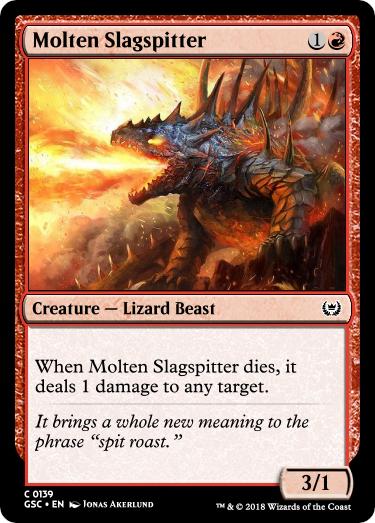 Molten Slagspitter 1
Creature — Lizard Beast
When Molten Slagspitter dies, it
deals 1 damage to any target.
It brings a whole new meaning to the
phrase “spit roast.”
3/1
C 0139
GSC • EN Jonas Akerlund
™ & © 2018 Wizards of the Coast